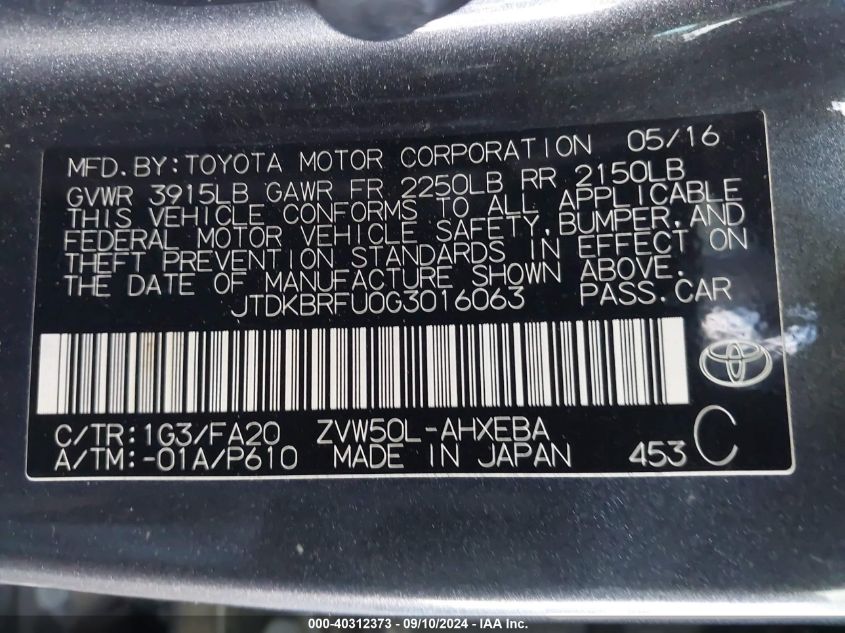 MFD.BY:TOYOTA MOTOR CORPORATION 05/16
GVWR 3915LB GAWR FR 2250LB RR 2150LB
THIS VEHICLE CONFORMS TO ALL APPLICABLE
FEDERAL MOTOR VEHICLE SAFETY,BUMPER,AND
THEFT PREVENTION STANDARDS IN EFFECT ON
THE DATE OF MANUFACTURE SHOWN ABOVE.
JTDKBRFU0G3016063 PASS.CAR
C/TR:1G3/FA20 ZVW50L-AHXEBA
A/TM:-01A/P610 MADE IN JAPAN 453 C
000-40312373 - 09/10/2024 - IAA Inc.